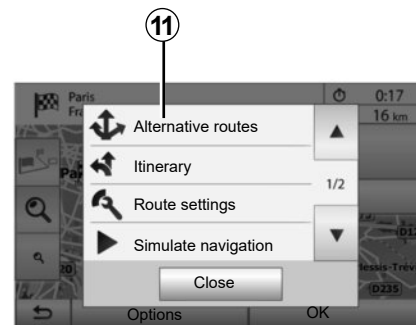 11
Paris
0:17
Fra
16 km
Alternative routes
Itinerary
1/2
Route settings
Simulate navigation
Close
D235
Options
OK